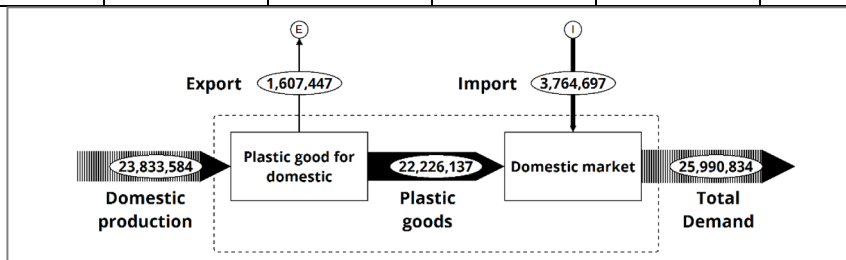 E
I
Export 1,607,447
Import 3,764,697
Plastic good for
domestic
Domestic market
23,833,584
22,226,137
25,990,834
Domestic
production
Plastic
goods
Total
Demand